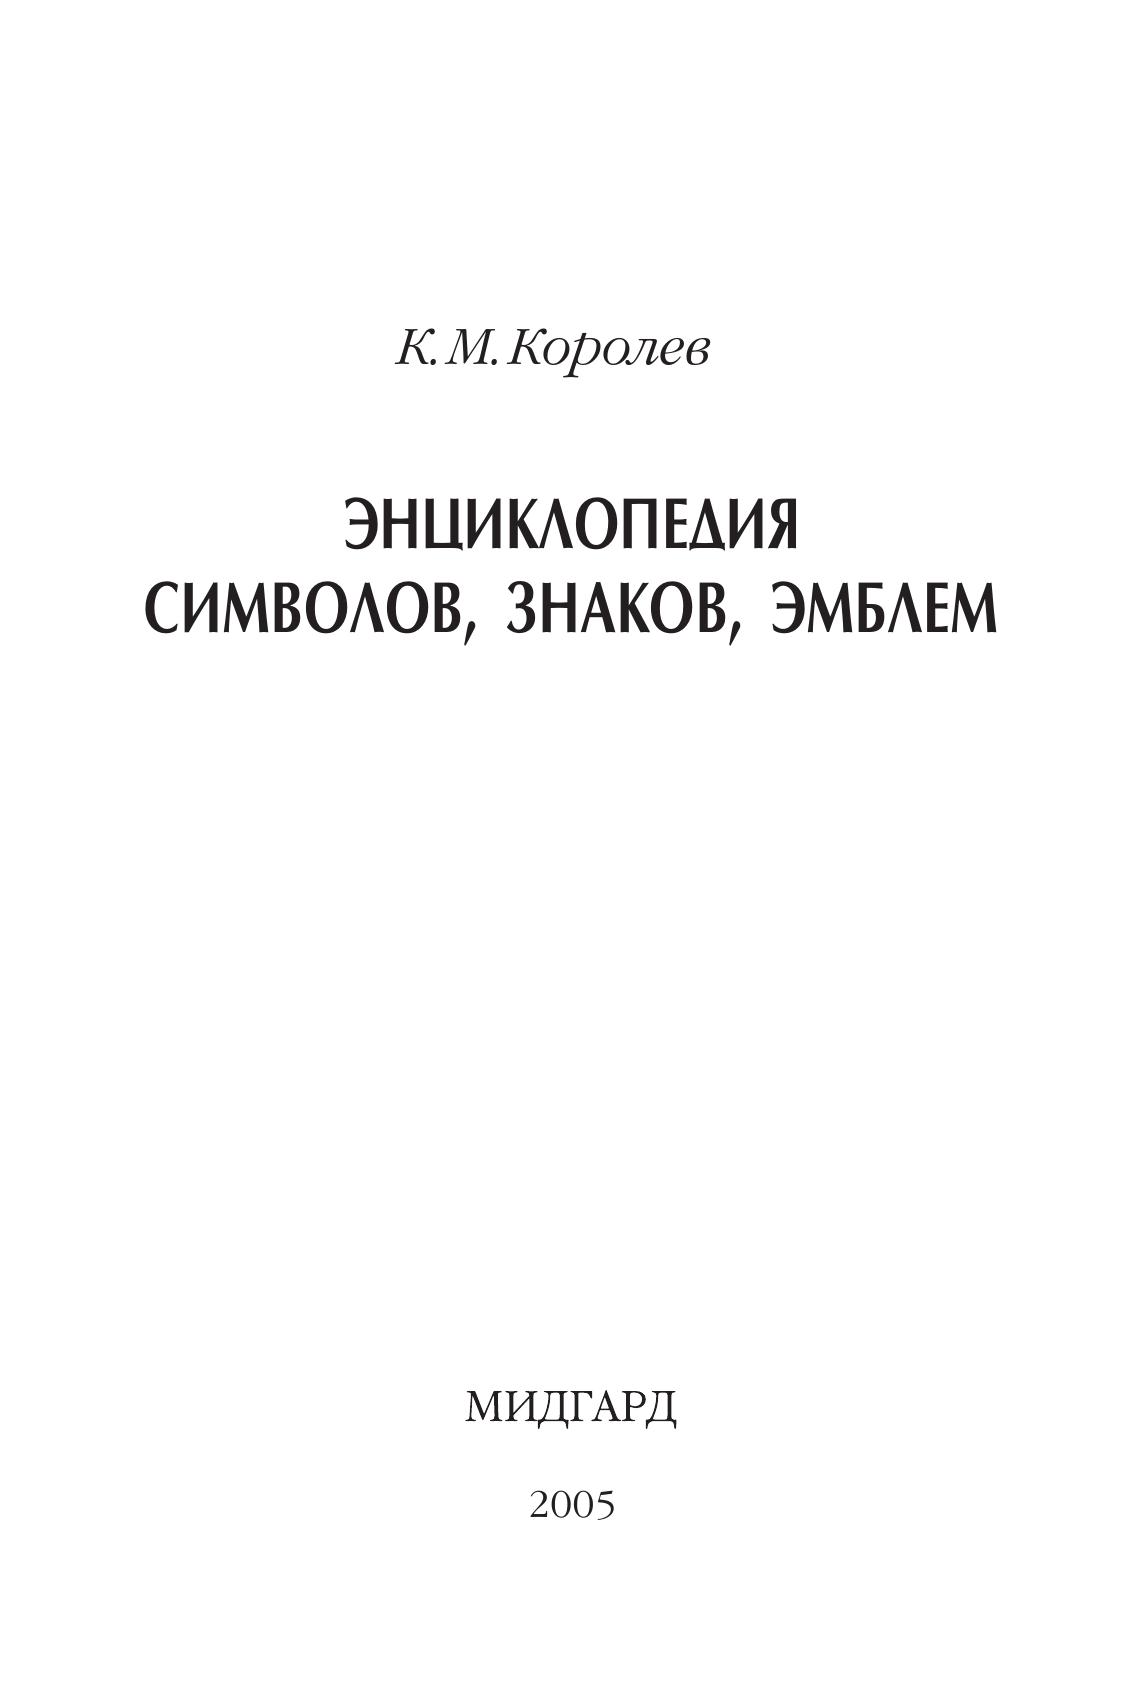 К. М. Королев
ЭНЦИКЛОПЕДИЯ
СИМВОЛОВ, ЗНАКОВ, ЭМБЛЕМ
МИДГАРД
2005